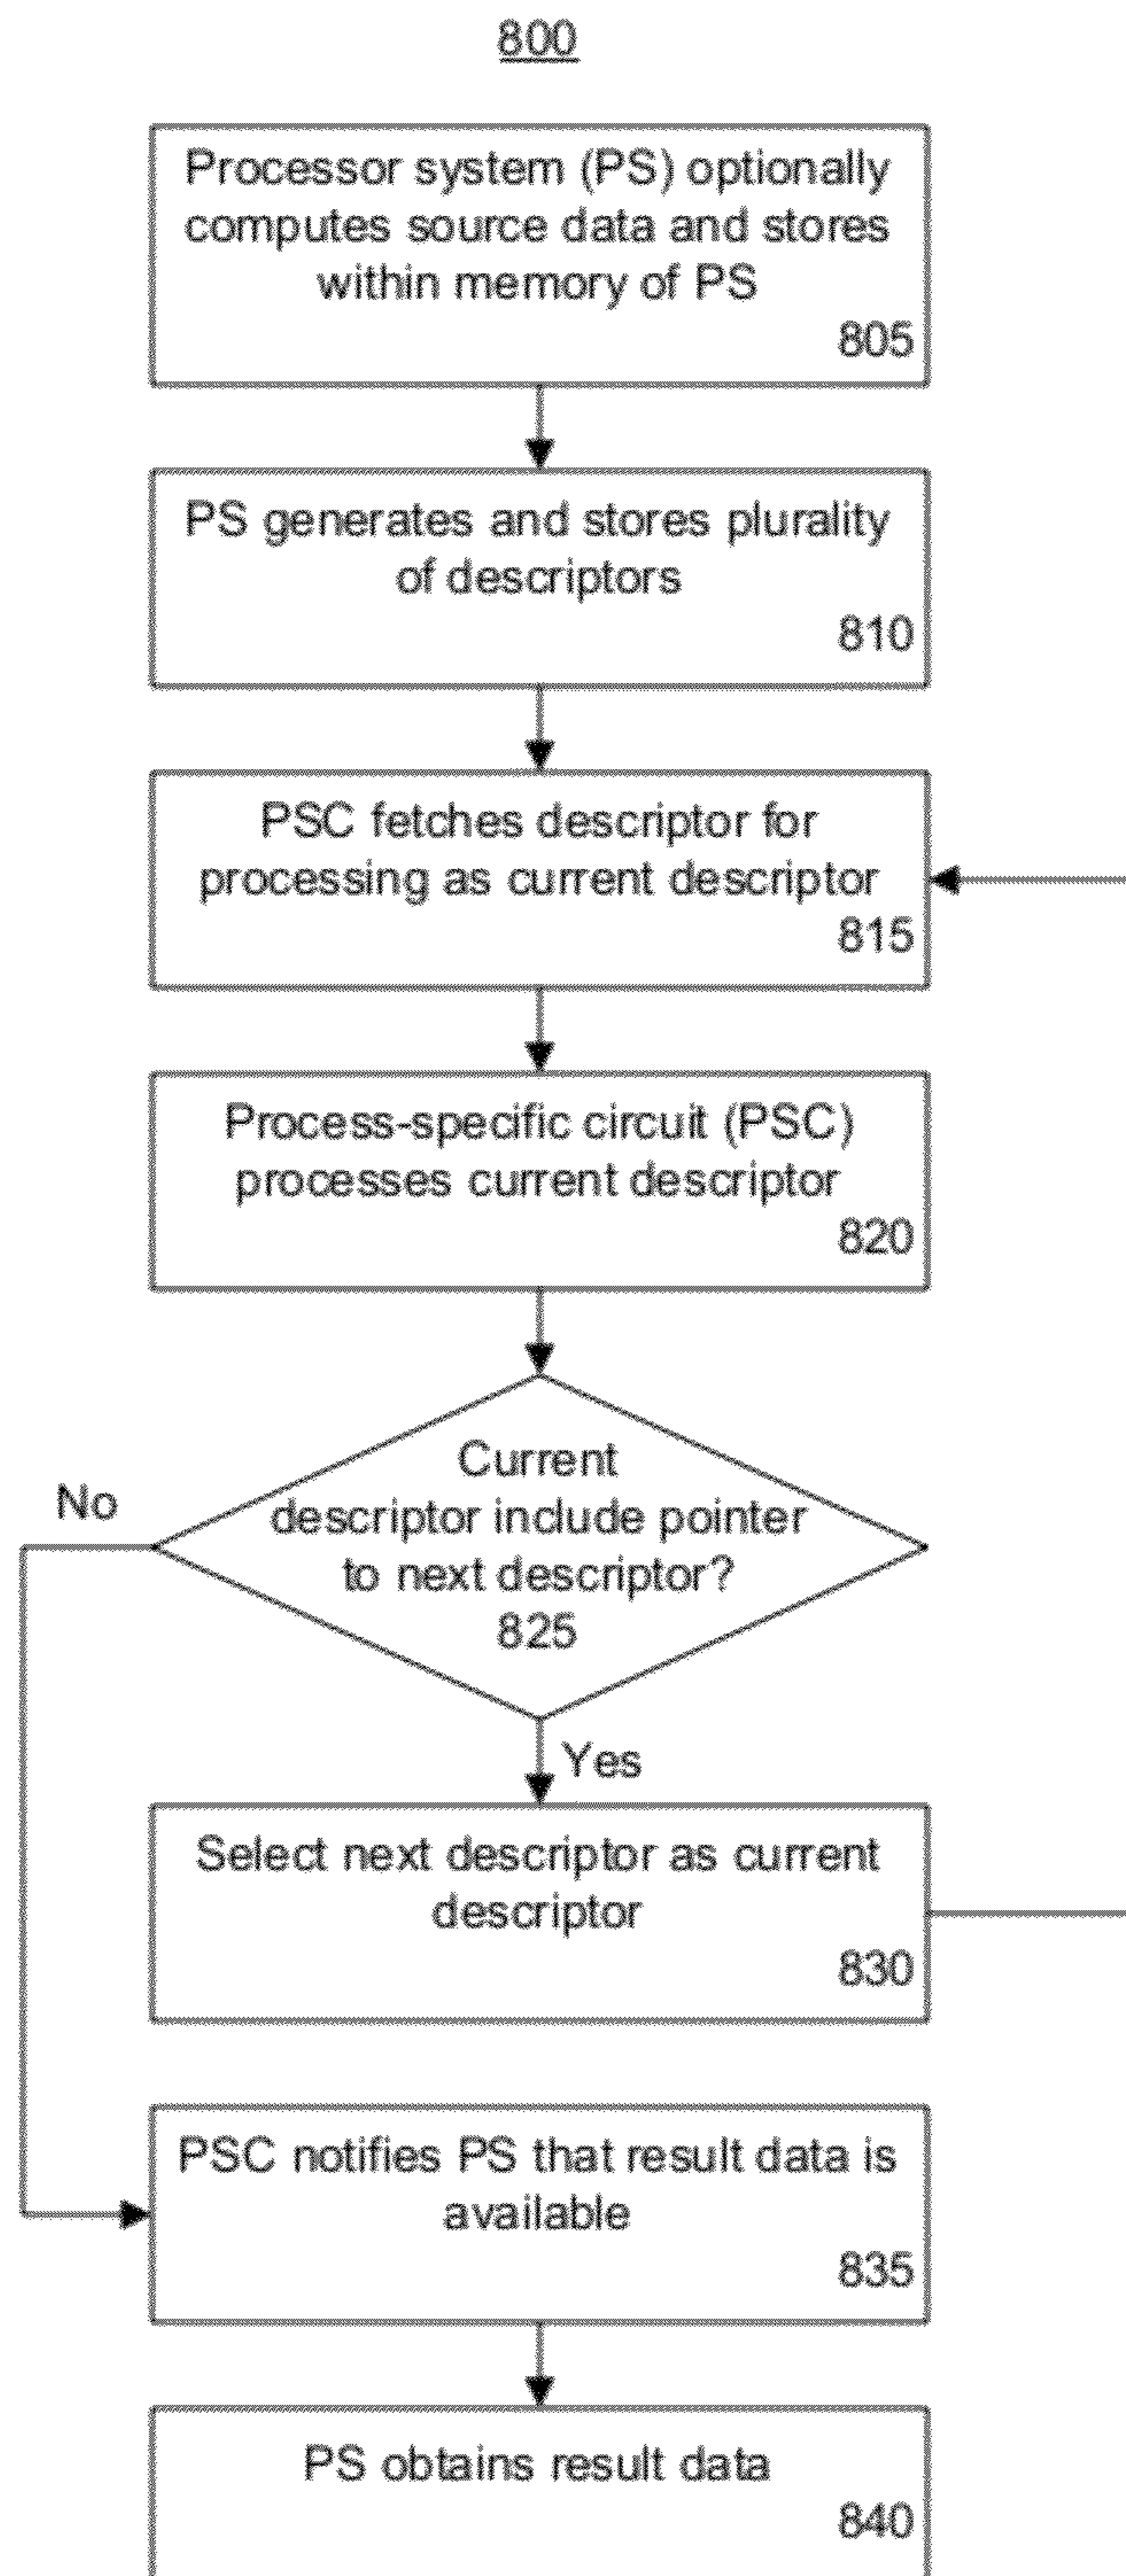 800
Processor system (PS) optionally
computes source data and stores
within memory of PS
805
PS generates and stores plurality
of descriptors
810
PSC fetches descriptor for
processing as current descriptor
815
Process-specific circuit (PSC)
processes current descriptor
820
Current
descriptor include pointer
to next descriptor?
825
No
Yes
Select next descriptor as current
descriptor
830
PSC notifies PS that result data is
available
835
PS obtains result data
840